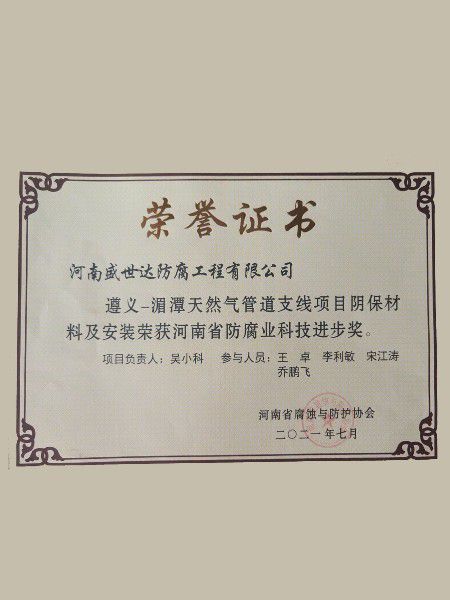 荣誉证书
河南盛世达防腐工程有限公司
遵义-湄潭天然气管道支线项目阴保材
料及安装荣获河南省防腐业科技进步奖。
项目负责人：吴小科 参与人员：王 卓 李利敏 宋江涛
乔鹏飞
河南省腐蚀与防护协会
二〇二一年七月